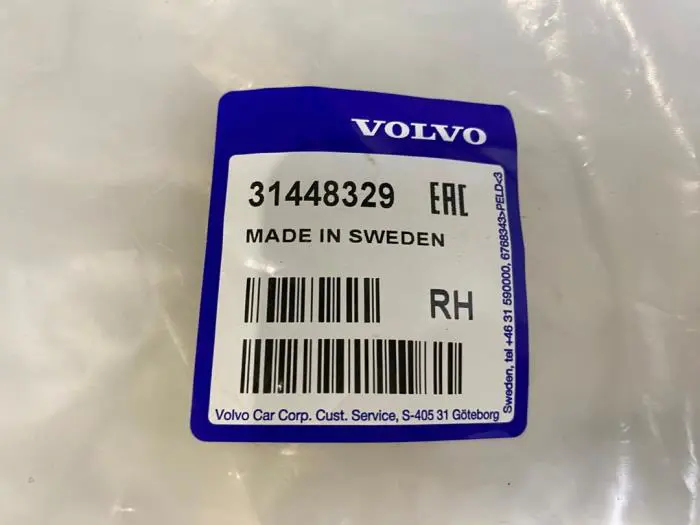 VOLVO
31448329 EAC
MADE IN SWEDEN
RH
Volvo Car Corp. Cust. Service, S-405 31 Göteborg
Sweden, tel +46 31 590000, 6768343>PELD<3